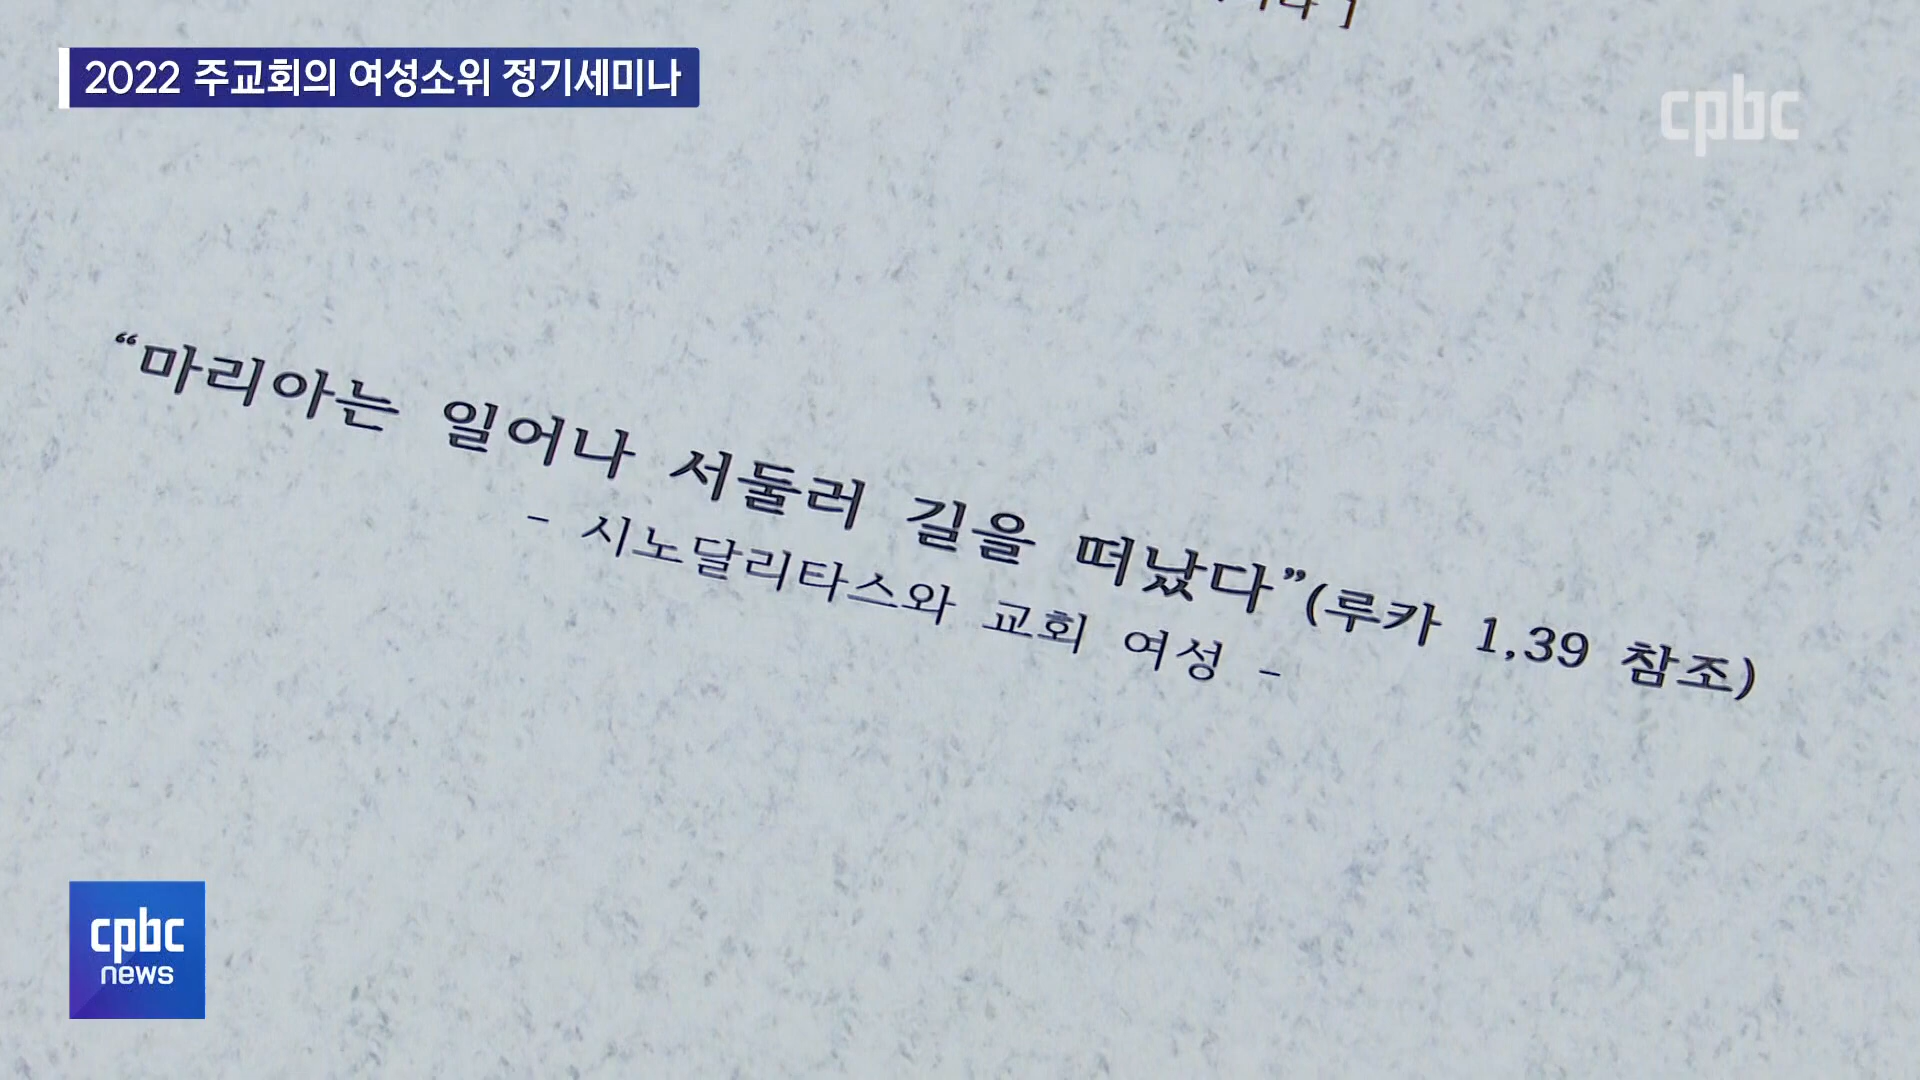 2022 주교회의 여성소위 정기세미나
cpbc
“마리아는 일어나 서둘러 길을 떠났다”(루카 1,39 참조)
- 시노달리타스와 교회 여성 -
cpbc
news